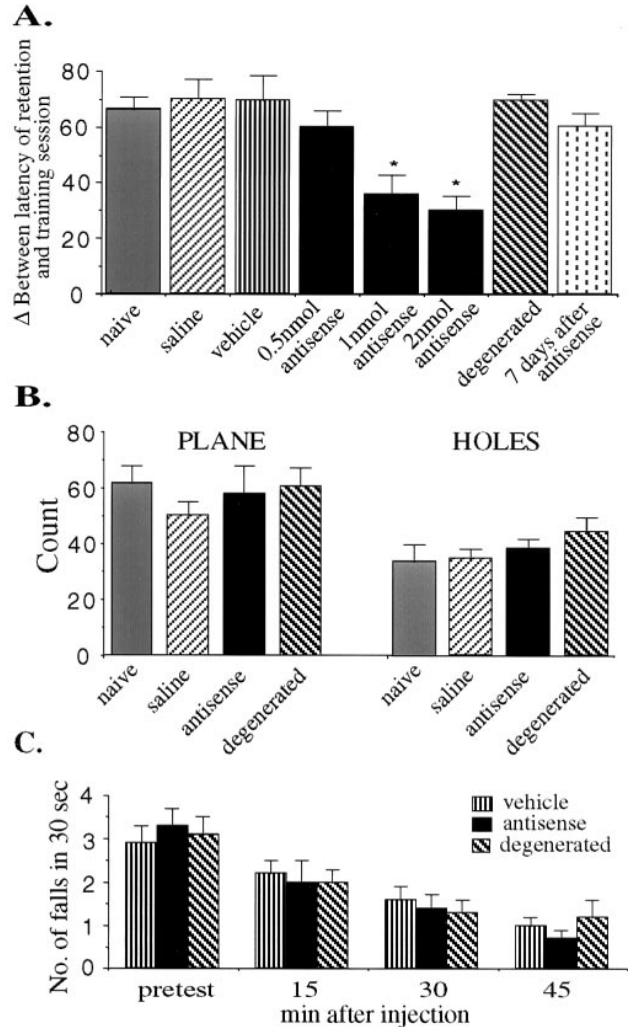 A.
Δ Between latency of retention
and training session
80
60
40
20
0
*
*
naive
saline
vehicle
0.5nmol
antisense
1nmol
antisense
2nmol
antisense
degenerated
7 days after
antisense
B.
PLANE
HOLES
Count
80
60
40
20
0
naive
saline
antisense
degenerated
naive
saline
antisense
degenerated
C.
No. of falls in 30 sec
4
3
2
1
0
vehicle
antisense
degenerated
pretest
15
30
45
min after injection